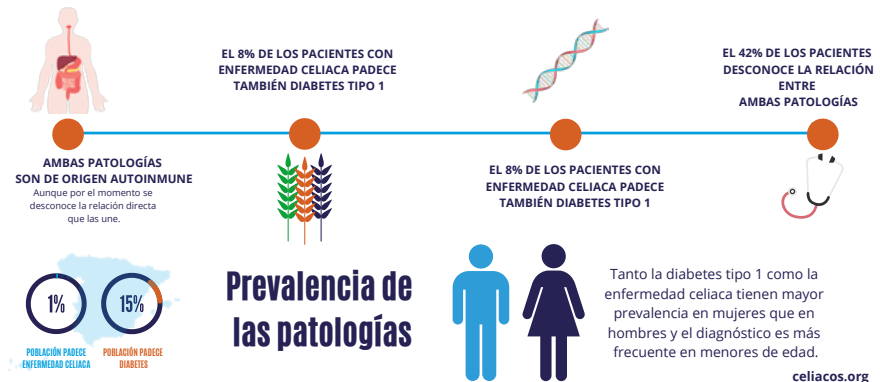 EL 8% DE LOS PACIENTES CON
ENFERMEDAD CELIACA PADECE
TAMBIÉN DIABETES TIPO 1
EL 42% DE LOS PACIENTES
DESCONOCE LA RELACIÓN
ENTRE
AMBAS PATOLOGÍAS
AMBAS PATOLOGÍAS
SON DE ORIGEN AUTOINMUNE
Aunque por el momento se
desconoce la relación directa
que las une.
EL 8% DE LOS PACIENTES CON
ENFERMEDAD CELIACA PADECE
TAMBIÉN DIABETES TIPO 1
1%
POBLACIÓN PADECE
ENFERMEDAD CELIACA
15%
POBLACIÓN PADECE
DIABETES
Prevalencia de
las patologías
Tanto la diabetes tipo 1 como la
enfermedad celiaca tienen mayor
prevalencia en mujeres que en
hombres y el diagnóstico es más
frecuente en menores de edad.
celiacos.org